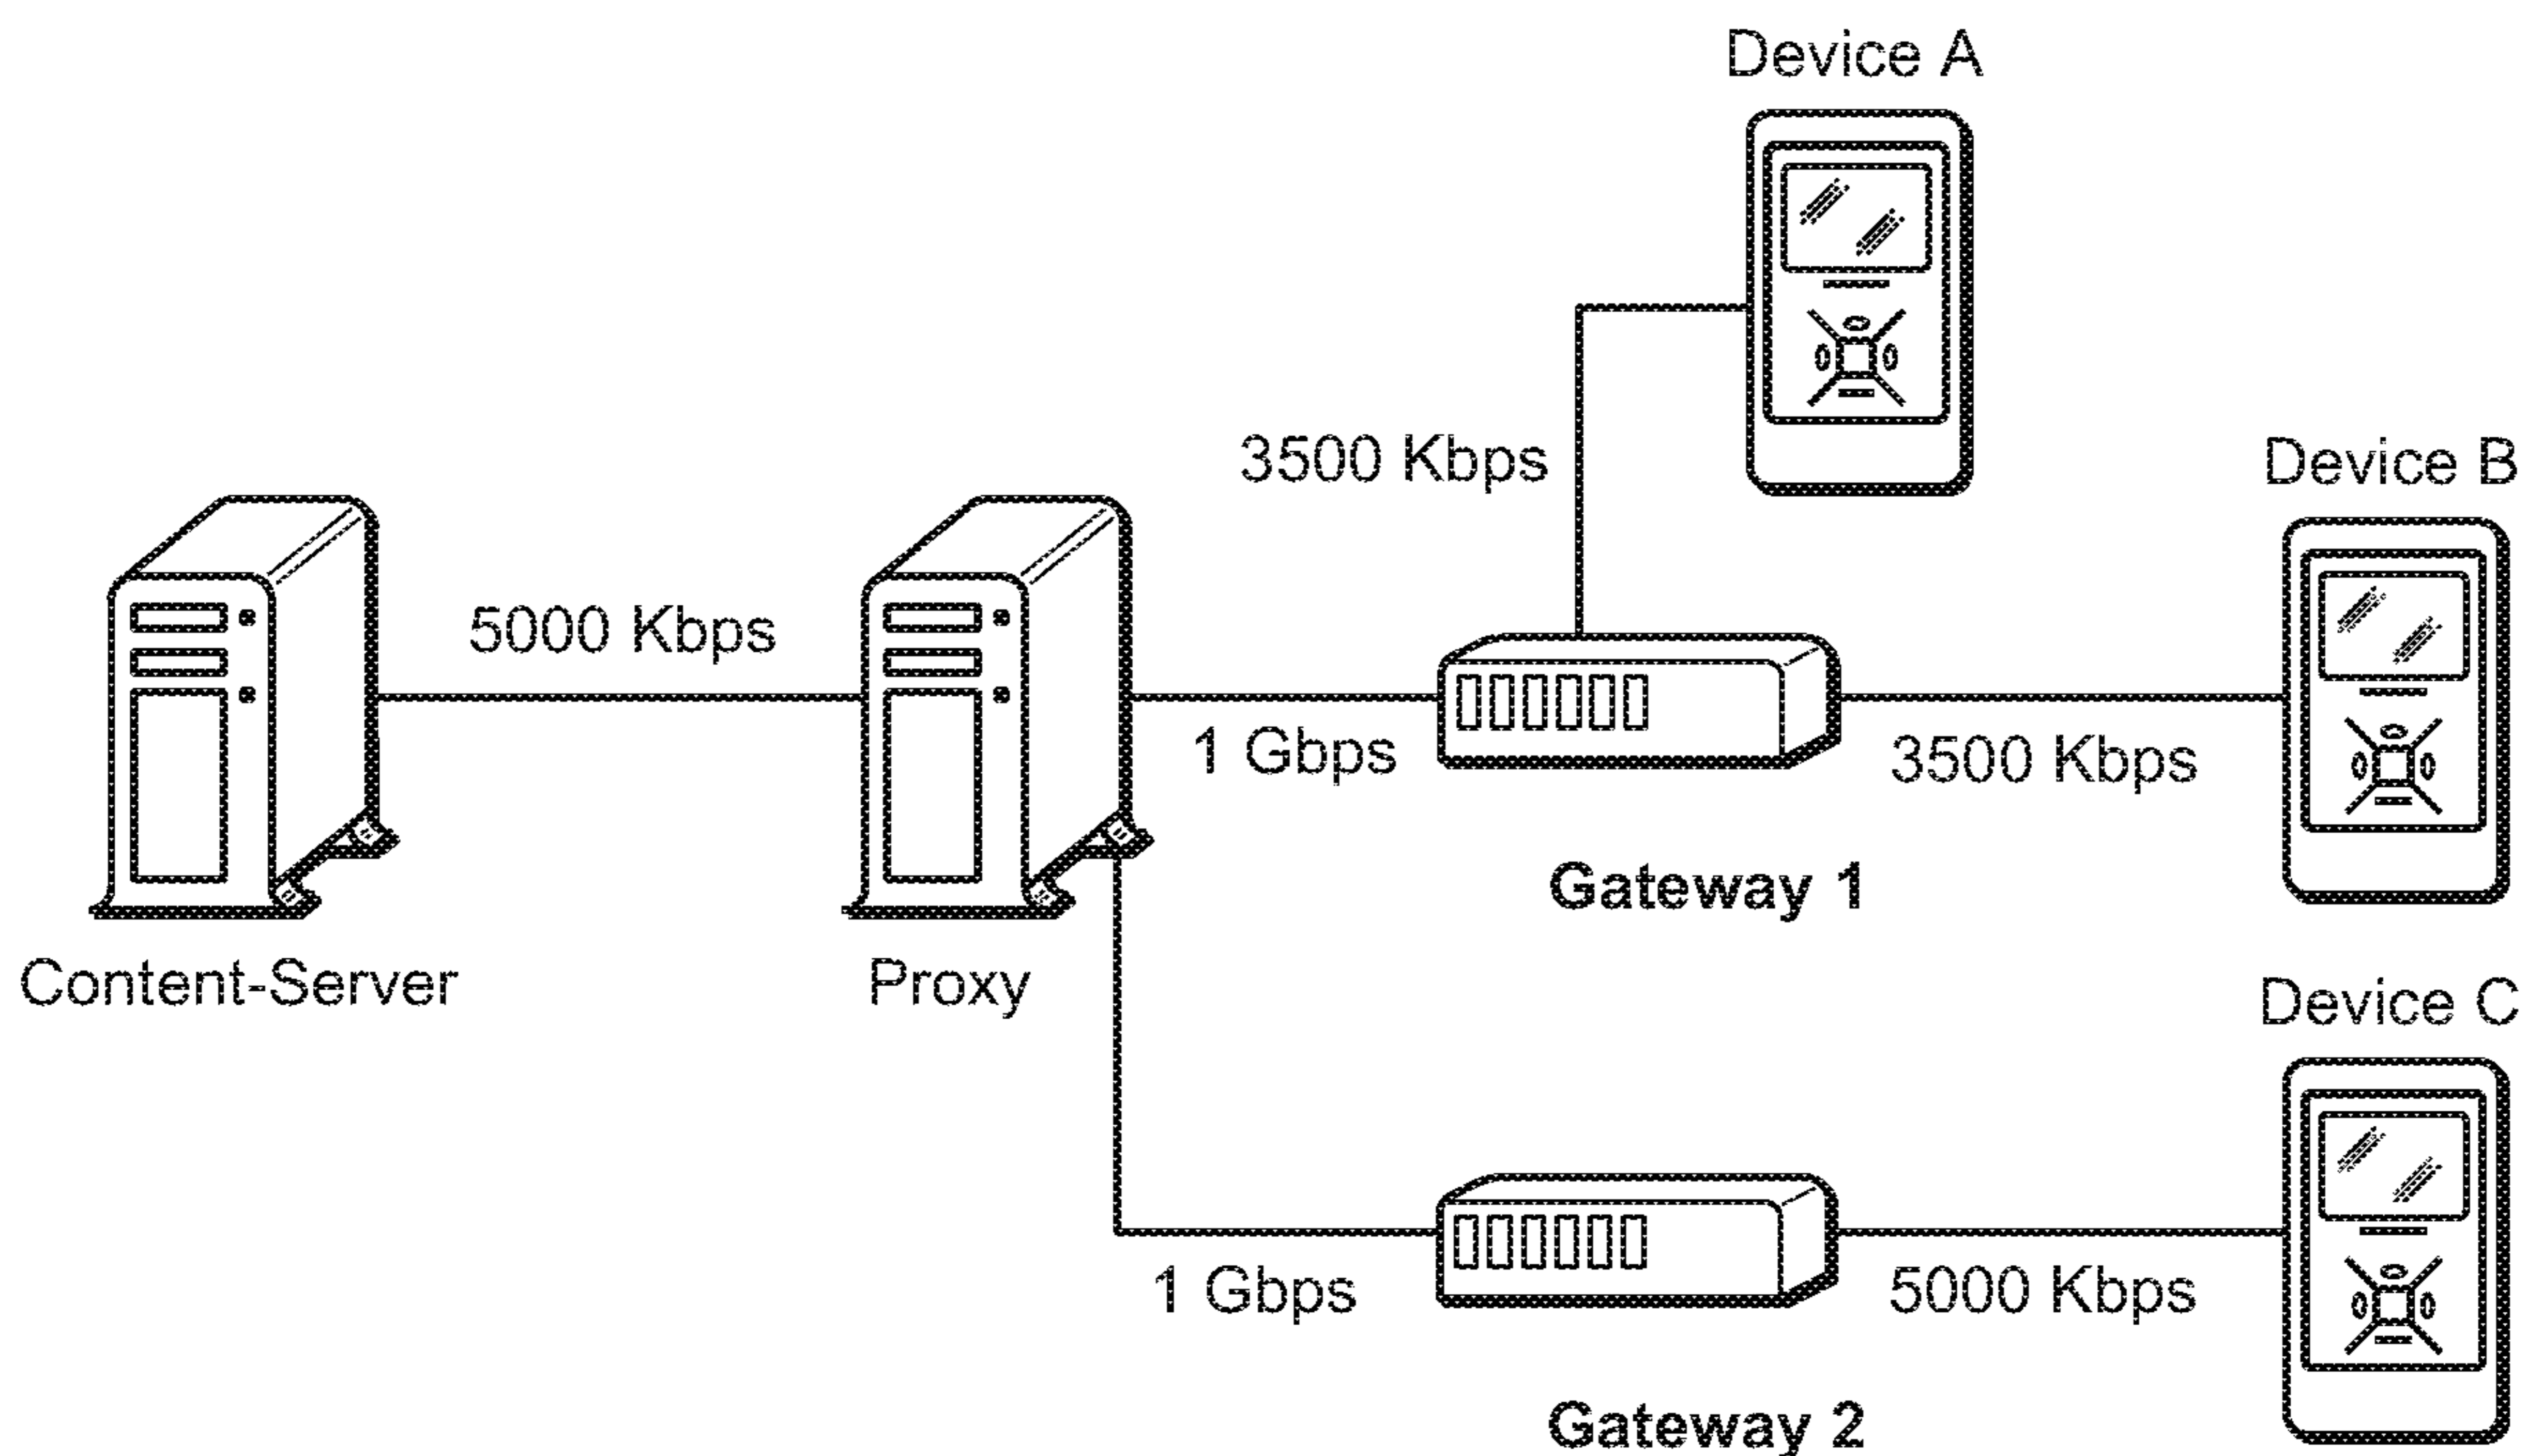 Device A
3500 Kbps
Device B
5000 Kbps
1 Gbps
3500 Kbps
Gateway 1
Content-Server
Proxy
Device C
1 Gbps
5000 Kbps
Gateway 2